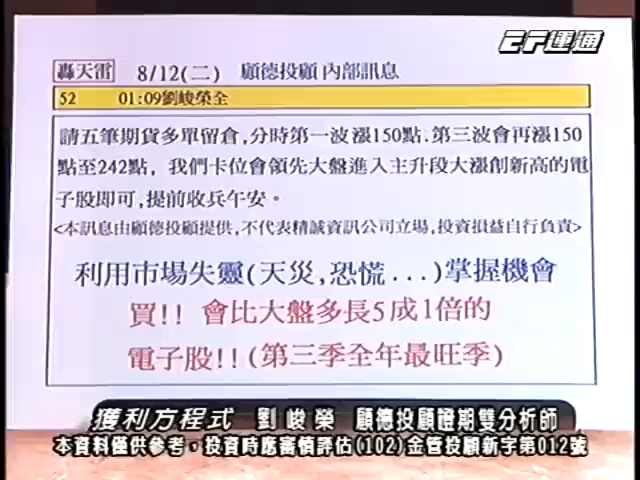 EF運通
轟天雷 8/12(二) 顧德投顧 內部訊息
52 01:09劉峻榮全
請五筆期貨多單留倉,分時第一波漲150點.第三波會再漲150
點至242點, 我們卡位會領先大盤進入主升段大漲創新高的電
子股即可,提前收兵午安。
<本訊息由顧德投顧提供,不代表精誠資訊公司立場,投資損益自行負責>
利用市場失靈(天災,恐慌...)掌握機會
買!! 會比大盤多長5成1倍的
電子股!!(第三季全年最旺季)
獲利方程式 劉峻榮 顧德投顧證期雙分析師
本資料僅供參考,投資時應審慎評估(102)金管投顧新字第012號